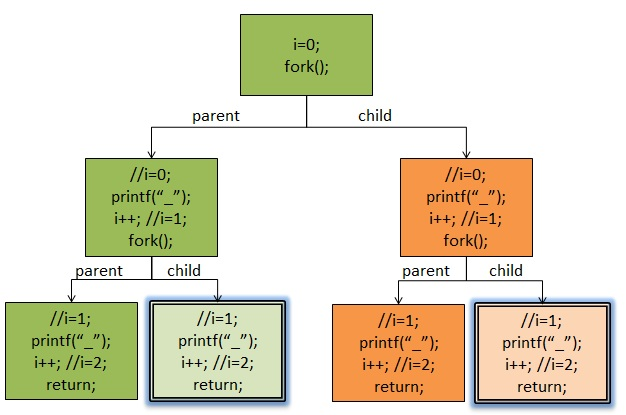 i=0;
fork();
parent
child
//i=0;
printf(“_”);
i++; //i=1;
fork();
//i=0;
printf(“_”);
i++; //i=1;
fork();
parent
child
parent
child
//i=1;
printf(“_”);
i++; //i=2;
return;
//i=1;
printf(“_”);
i++; //i=2;
return;
//i=1;
printf(“_”);
i++; //i=2;
return;
//i=1;
printf(“_”);
i++; //i=2;
return;